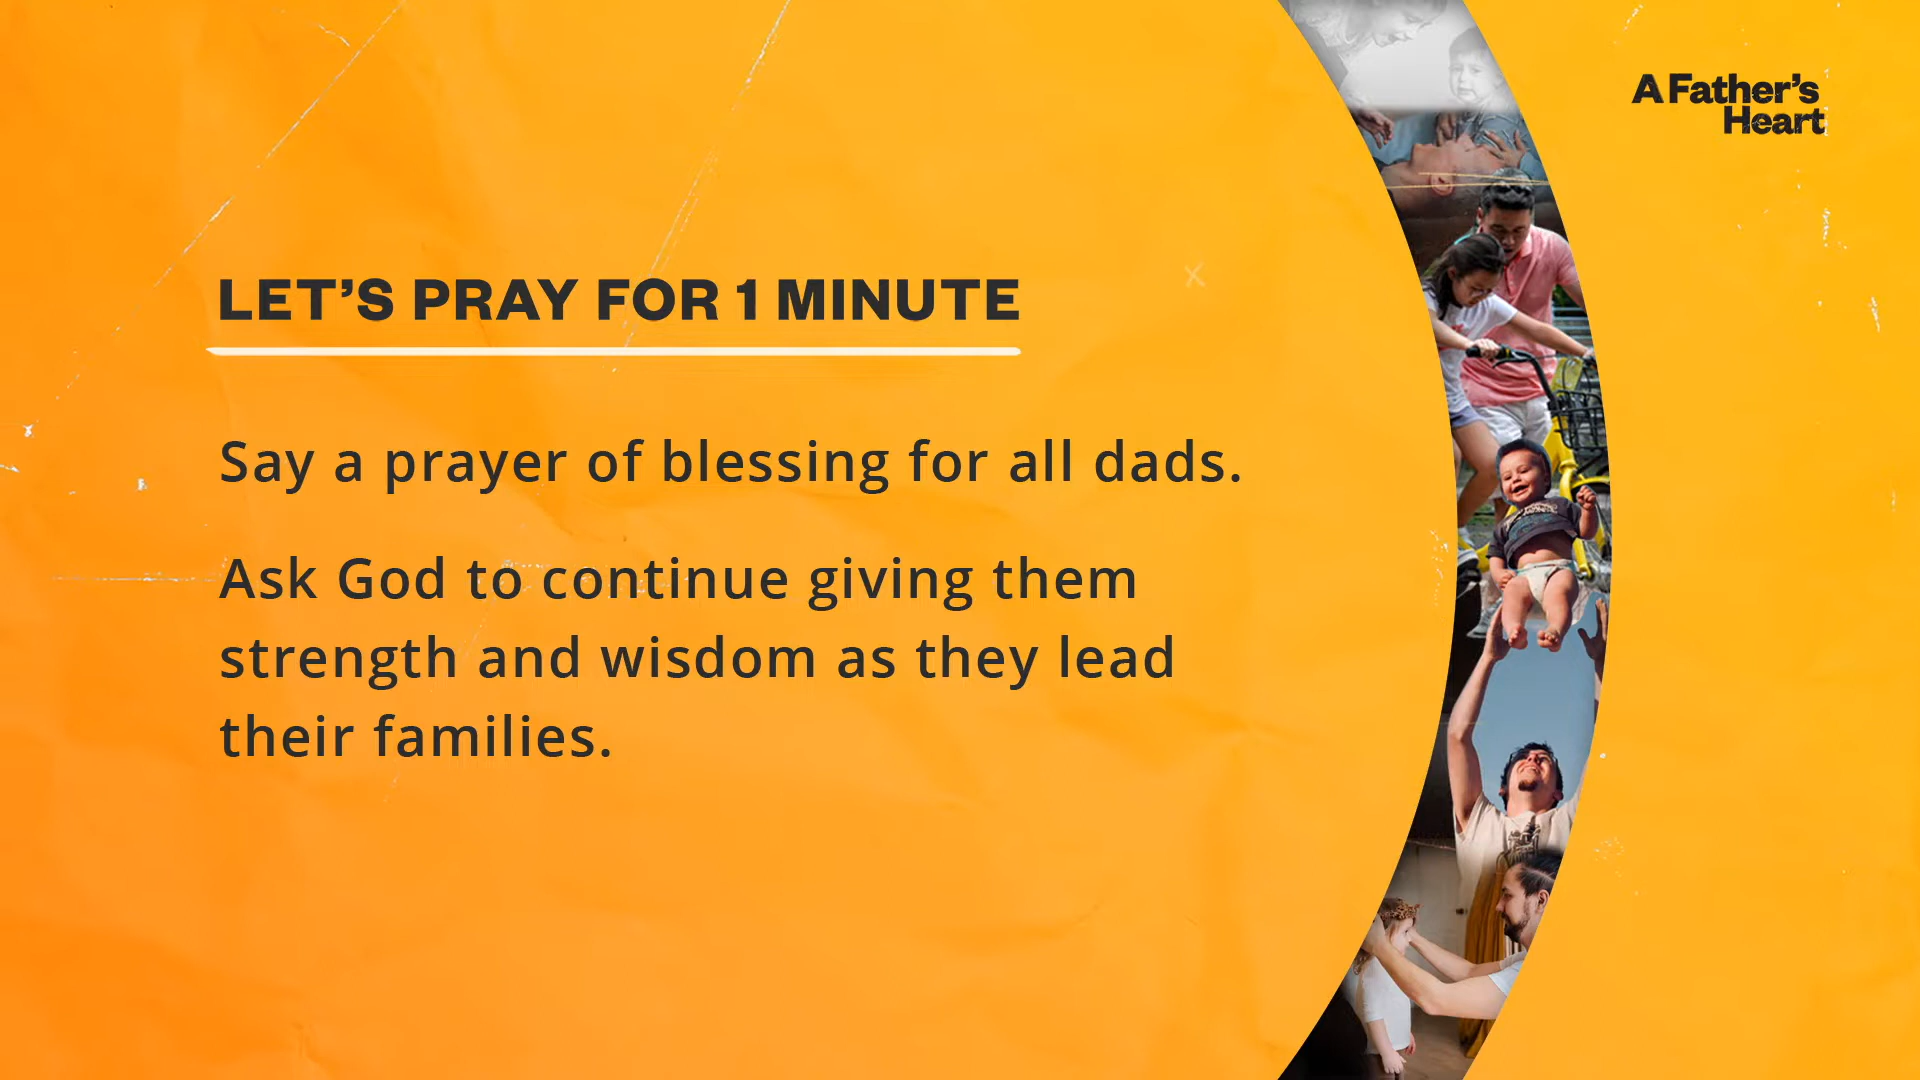 A Father’s
Heart
LET’S PRAY FOR 1 MINUTE
Say a prayer of blessing for all dads.
Ask God to continue giving them
strength and wisdom as they lead
their families.